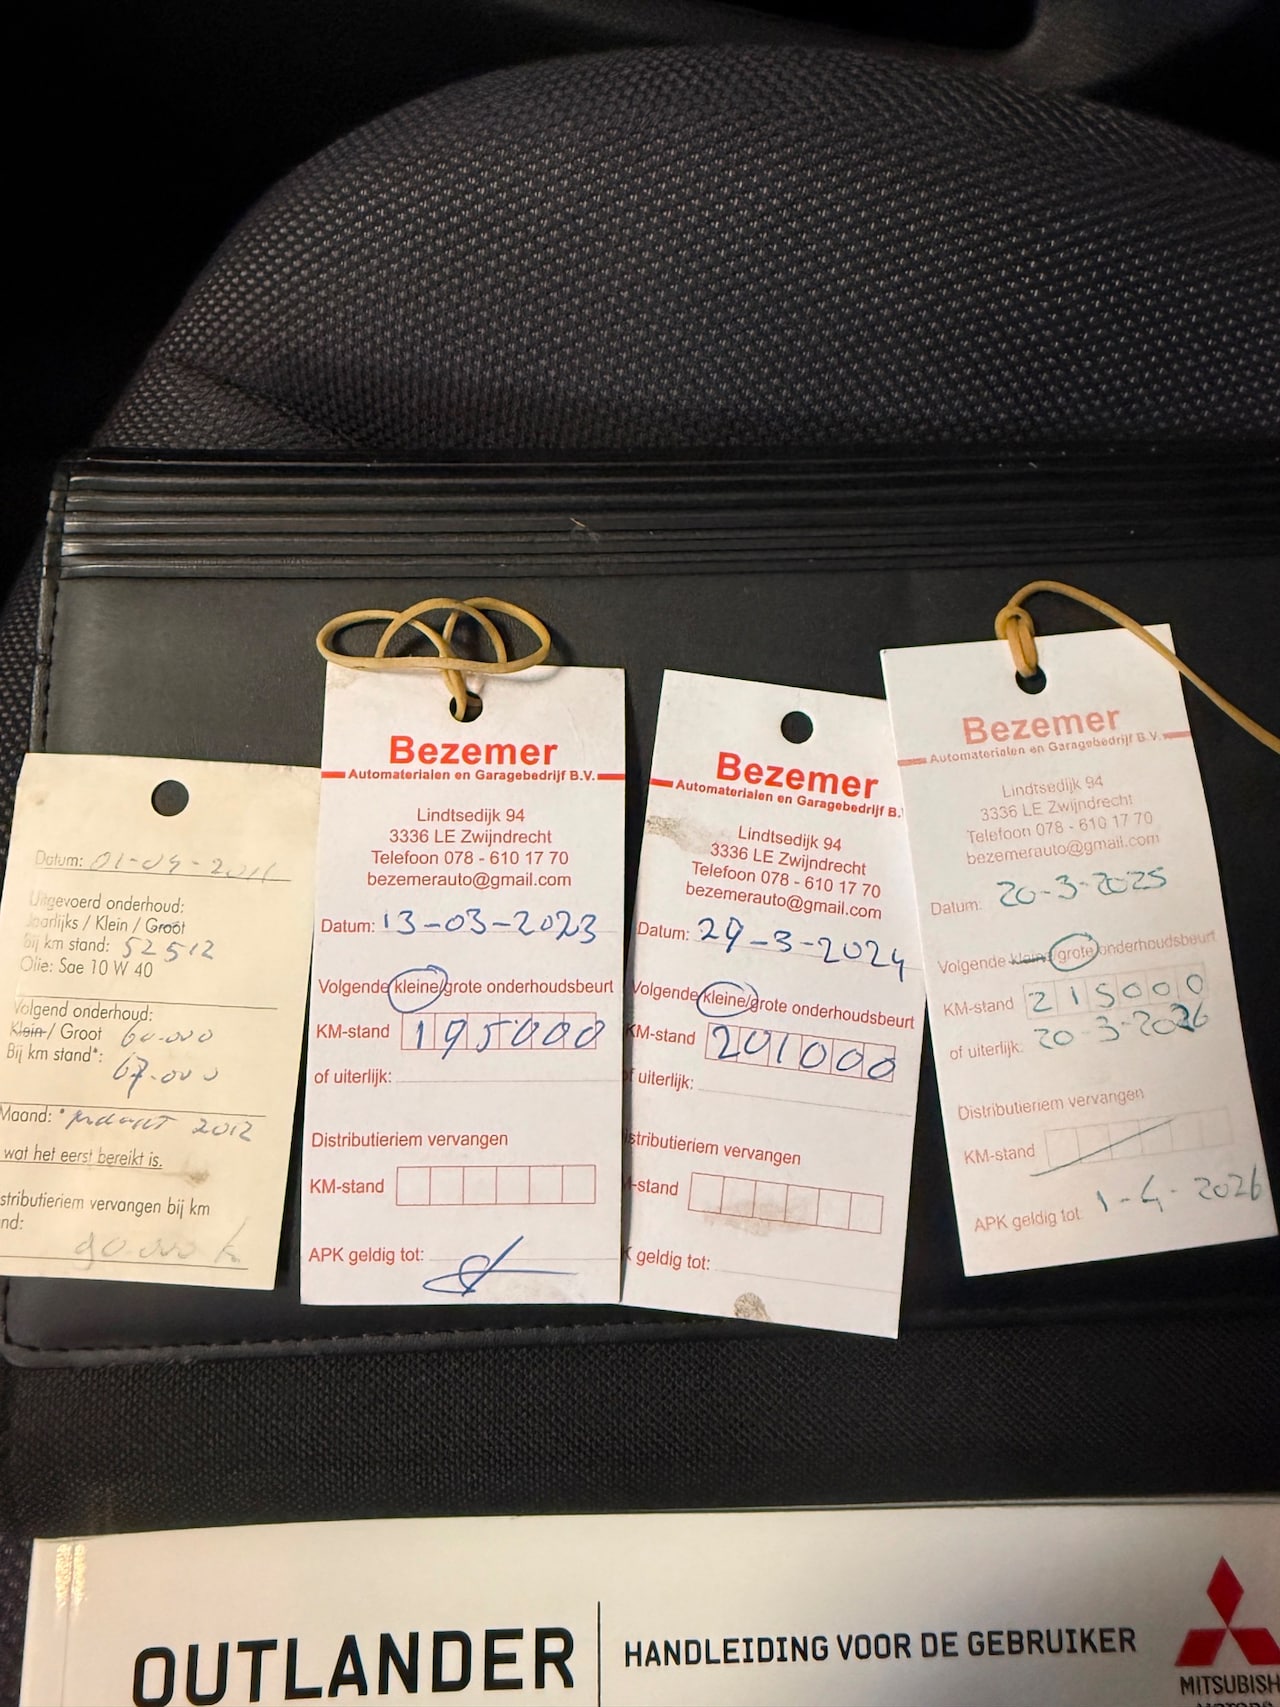 Datum: 01-04-2011
Uitgevoerd onderhoud:
Jaarlijks / Klein / Groot
Bij km stand: 52512
Olie: Sae 10 W 40
Volgend onderhoud:
Klein / Groot 60.000
Bij km stand*: 67.000
Maand: * 2012
wat het eerst bereikt is.
stributieriem vervangen bij km
nd:
90.000 k
Bezemer
Automaterialen en Garagebedrijf B.V.
Lindtsedijk 94
3336 LE Zwijndrecht
Telefoon 078 - 610 17 70
bezemerauto@gmail.com
Datum: 13-03-2023
Volgende kleine/grote onderhoudsbeurt
KM-stand 195000
of uiterlijk:
Distributieriem vervangen
KM-stand
APK geldig tot:
Bezemer
Automaterialen en Garagebedrijf B.
Lindtsedijk 94
3336 LE Zwijndrecht
Telefoon 078 - 610 17 70
bezemerauto@gmail.com
Datum: 29-3-2024
Volgende kleine/grote onderhoudsbeurt
KM-stand 201000
f uiterlijk:
istributieriem vervangen
-stand
K geldig tot:
Bezemer
Automaterialen en Garagebedrijf B.V.
Lindtsedijk 94
3336 LE Zwijndrecht
Telefoon 078 - 610 17 70
bezemerauto@gmail.com
Datum: 20-3-2025
Volgende kleine/grote onderhoudsbeurt
KM-stand 215000
of uiterlijk: 20-3-2026
Distributieriem vervangen
KM-stand
APK geldig tot: 1-4-2026
OUTLANDER
HANDLEIDING VOOR DE GEBRUIKER
MITSUBISH
MOTORS